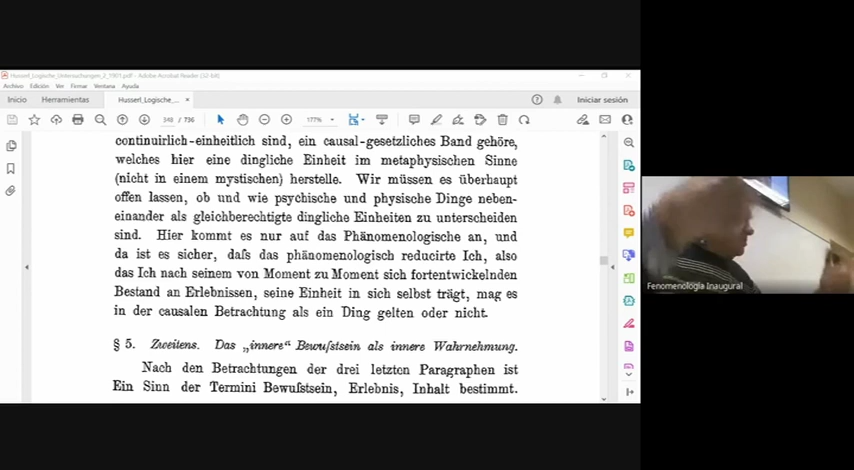 Husserl_Logische_Untersuchungen_2_1901.pdf - Adobe Acrobat Reader (32-bit)
Archivo Edición Ver Firmar Ventana Ayuda
Inicio Herramientas Husserl_Logische_... × Iniciar sesión
348 / 736 177%
continuirlich-einheitlich sind, ein causal-gesetzliches Band gehöre,
welches hier eine dingliche Einheit im metaphysischen Sinne
(nicht in einem mystischen) herstelle. Wir müssen es überhaupt
offen lassen, ob und wie psychische und physische Dinge neben-
einander als gleichberechtigte dingliche Einheiten zu unterscheiden
sind. Hier kommt es nur auf das Phänomenologische an, und
da ist es sicher, daſs das phänomenologisch reducirte Ich, also
das Ich nach seinem von Moment zu Moment sich fortentwickelnden
Bestand an Erlebnissen, seine Einheit in sich selbst trägt, mag es
in der causalen Betrachtung als ein Ding gelten oder nicht.
§ 5. Zweitens. Das „innere“ Bewuſstsein als innere Wahrnehmung.
Nach den Betrachtungen der drei letzten Paragraphen ist
Ein Sinn der Termini Bewuſstsein, Erlebnis, Inhalt bestimmt.
Fenomenología Inaugural